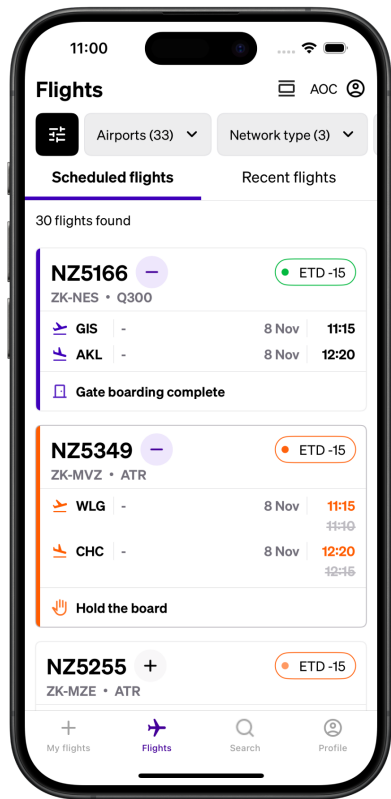 11:00
Flights
AOC
Airports (33)
Network type (3)
Scheduled flights
Recent flights
30 flights found
NZ5166
ETD -15
ZK-NES • Q300
GIS - 8 Nov 11:15
AKL - 8 Nov 12:20
Gate boarding complete
NZ5349
ETD -15
ZK-MVZ • ATR
WLG - 8 Nov 11:15
11:10
CHC - 8 Nov 12:20
12:15
Hold the board
NZ5255
ETD -15
ZK-MZE • ATR
My flights
Flights
Search
Profile